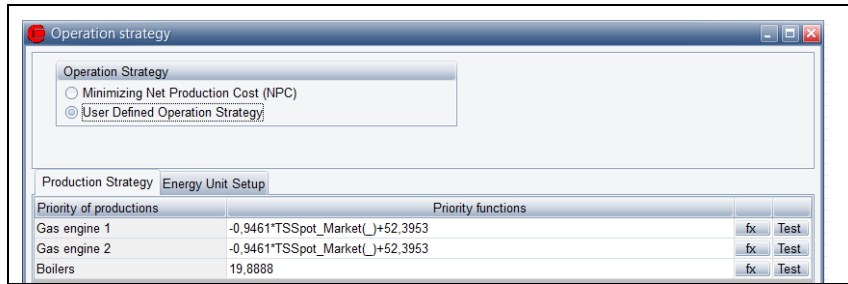 Operation strategy
Operation Strategy
Minimizing Net Production Cost (NPC)
User Defined Operation Strategy
Production Strategy Energy Unit Setup
Priority of productions Priority functions
Gas engine 1 -0,9461*TSSpot_Market(_)+52,3953 fx Test
Gas engine 2 -0,9461*TSSpot_Market(_)+52,3953 fx Test
Boilers 19,8888 fx Test